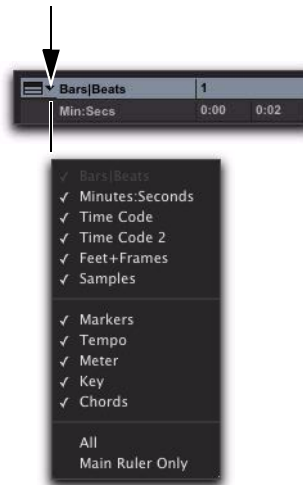 Bars|Beats 1
Min:Secs 0:00 0:02
✓ Bars|Beats
✓ Minutes:Seconds
✓ Time Code
✓ Time Code 2
✓ Feet+Frames
✓ Samples
✓ Markers
✓ Tempo
✓ Meter
✓ Key
✓ Chords
All
Main Ruler Only